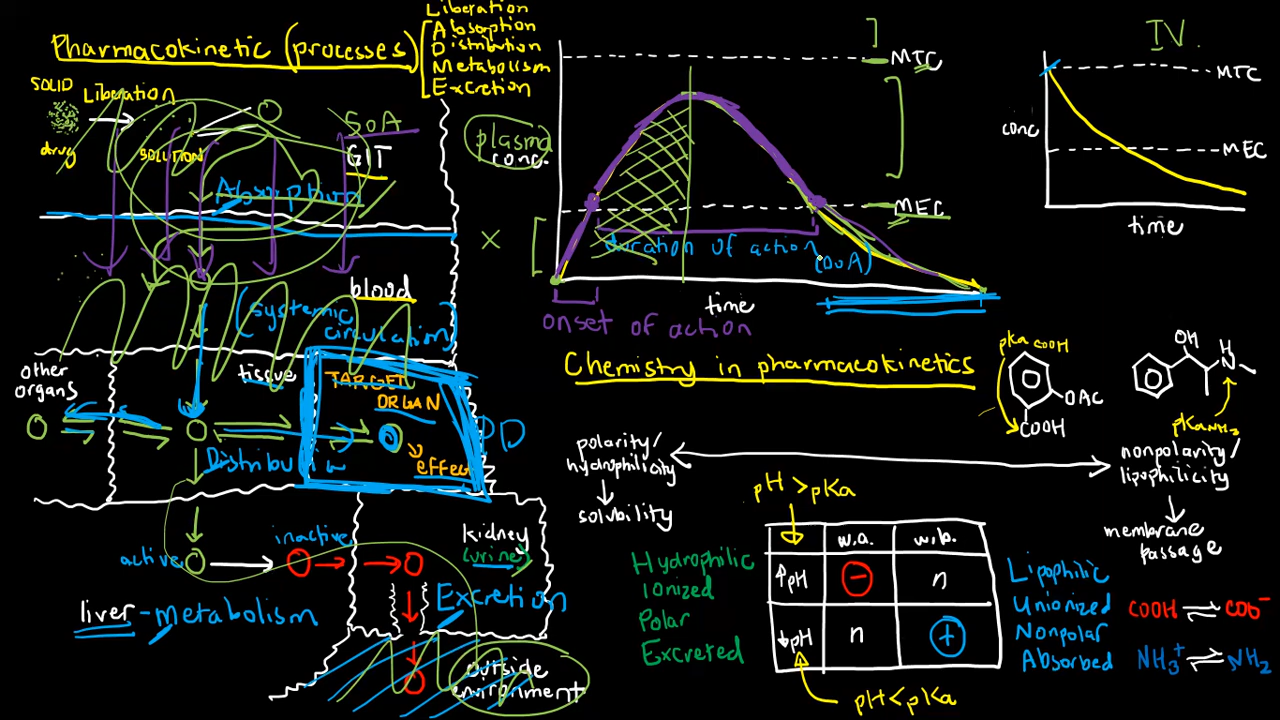 Pharmacokinetic (processes)
Liberation
Absorption
Distribution
Metabolism
Excretion
SOLID
drug
Liberation
SOLUTION
SOA
GIT
Absorption
blood
(systemic
circulation)
other
organs
tissue
TARGET
ORGAN
effect
PD
Distribution
active
inactive
kidney
(urine)
liver - metabolism
Excretion
outside
environment
plasma
conc.
x
MTC
MEC
duration of action
(DOA)
time
onset of action
IV.
conc
MTC
MEC
time
Chemistry in pharmacokinetics
pKa COOH
OAC
COOH
OH
H
N
pKa NH2
polarity/
hydrophilicity
solubility
nonpolarity/
lipophilicity
membrane
passage
pH > pKa
w.a. w.b.
↑pH − n
↓pH n +
pH < pKa
Hydrophilic
Ionized
Polar
Excreted
Lipophilic
Unionized
Nonpolar
Absorbed
COOH ⇌ COO⁻
NH3⁺ ⇌ NH2